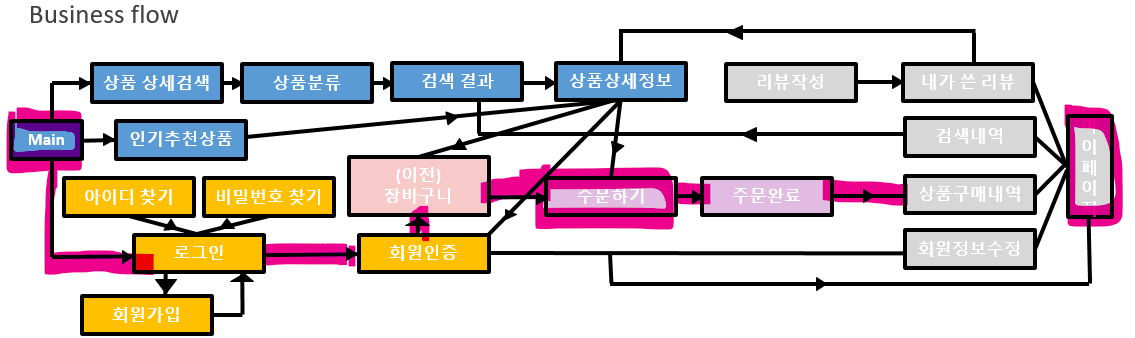 Business flow
상품 상세검색
상품분류
검색 결과
상품상세정보
리뷰작성
내가 쓴 리뷰
Main
인기추천상품
검색내역
(이전)
장바구니
주문하기
주문완료
상품구매내역
아이디 찾기
비밀번호 찾기
로그인
회원인증
회원정보수정
회원가입
이
페